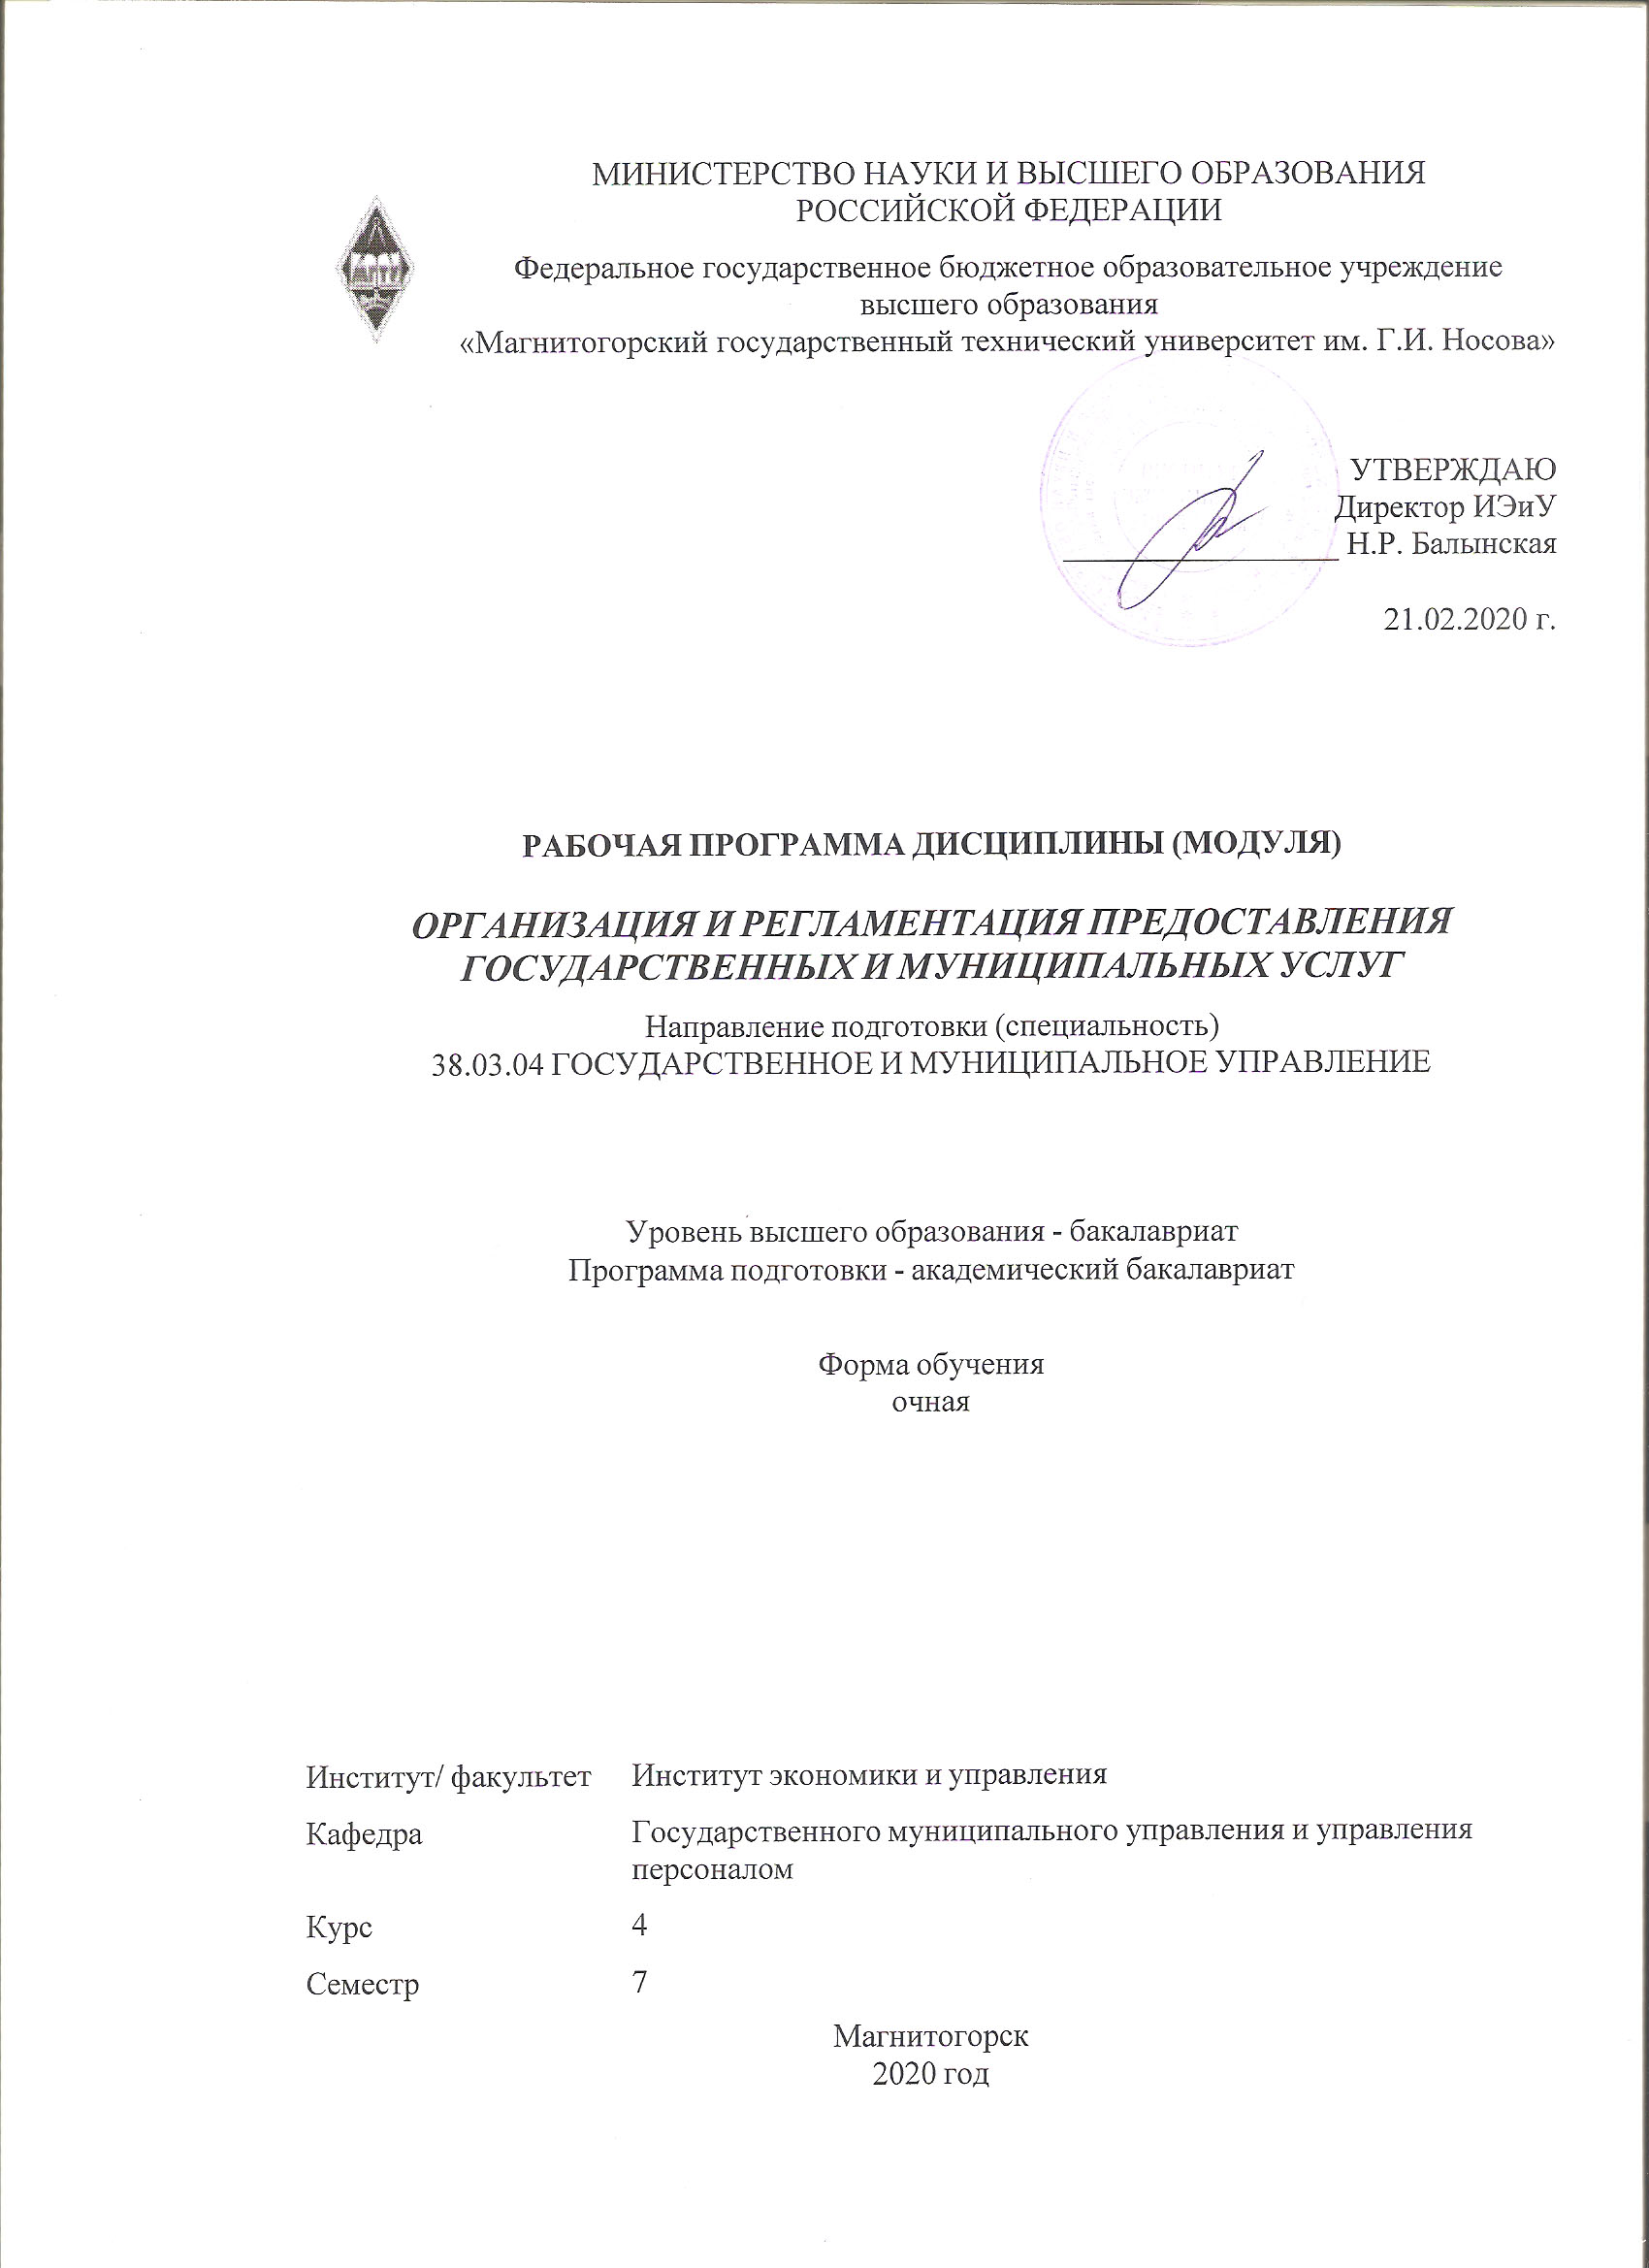 МИНИСТЕРСТВО НАУКИ И ВЫСШЕГО ОБРАЗОВАНИЯ
РОССИЙСКОЙ ФЕДЕРАЦИИ
Федеральное государственное бюджетное образовательное учреждение
высшего образования
«Магнитогорский государственный технический университет им. Г.И. Носова»
УТВЕРЖДАЮ
Директор ИЭиУ
Н.Р. Балынская
21.02.2020 г.
РАБОЧАЯ ПРОГРАММА ДИСЦИПЛИНЫ (МОДУЛЯ)
ОРГАНИЗАЦИЯ И РЕГЛАМЕНТАЦИЯ ПРЕДОСТАВЛЕНИЯ
ГОСУДАРСТВЕННЫХ И МУНИЦИПАЛЬНЫХ УСЛУГ
Направление подготовки (специальность)
38.03.04 ГОСУДАРСТВЕННОЕ И МУНИЦИПАЛЬНОЕ УПРАВЛЕНИЕ
Уровень высшего образования - бакалавриат
Программа подготовки - академический бакалавриат
Форма обучения
очная
Институт/ факультет Институт экономики и управления
Кафедра Государственного муниципального управления и управления
персоналом
Курс 4
Семестр 7
Магнитогорск
2020 год